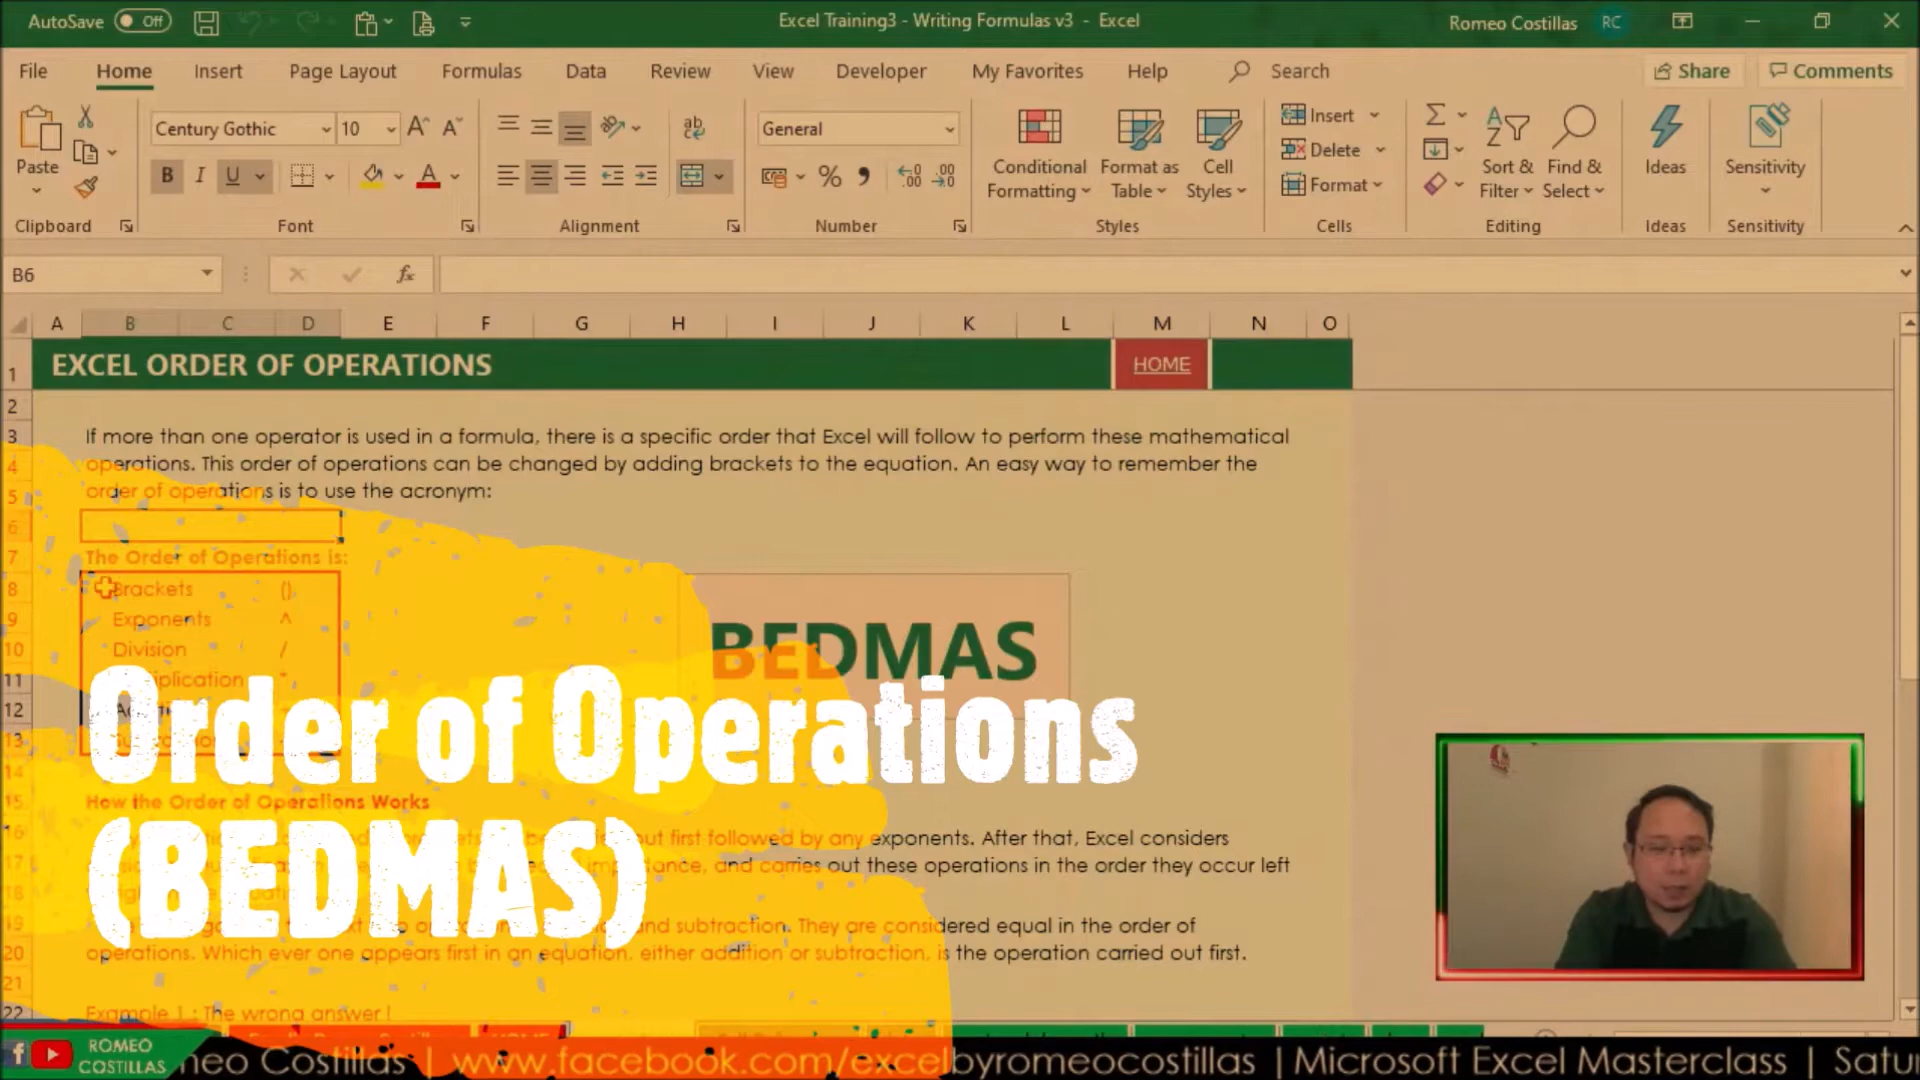 AutoSave Off
Excel Training3 - Writing Formulas v3 - Excel
Romeo Costillas RC
File Home Insert Page Layout Formulas Data Review View Developer My Favorites Help Search Share Comments
Century Gothic 10
General
Paste
Conditional Formatting
Format as Table
Cell Styles
Insert
Delete
Format
Sort & Filter
Find & Select
Ideas
Sensitivity
Clipboard Font Alignment Number Styles Cells Editing Ideas Sensitivity
B6
A B C D E F G H I J K L M N O
EXCEL ORDER OF OPERATIONS
HOME
If more than one operator is used in a formula, there is a specific order that Excel will follow to perform these mathematical
operations. This order of operations can be changed by adding brackets to the equation. An easy way to remember the
order of operations is to use the acronym:
The Order of Operations is:
Brackets ()
Exponents ^
Division /
BEDMAS
Order of Operations
(BEDMAS)
How the Order of Operations Works
out first followed by any exponents. After that, Excel considers
and carries out these operations in the order they occur left
and subtraction. They are considered equal in the order of
operations. Which ever one appears first in an equation, either addition or subtraction, is the operation carried out first.
Example 1 : The wrong answer !
ROMEO
COSTILLAS
meo Costillas | www.facebook.com/excelbyromeocostillas | Microsoft Excel Masterclass | Satu